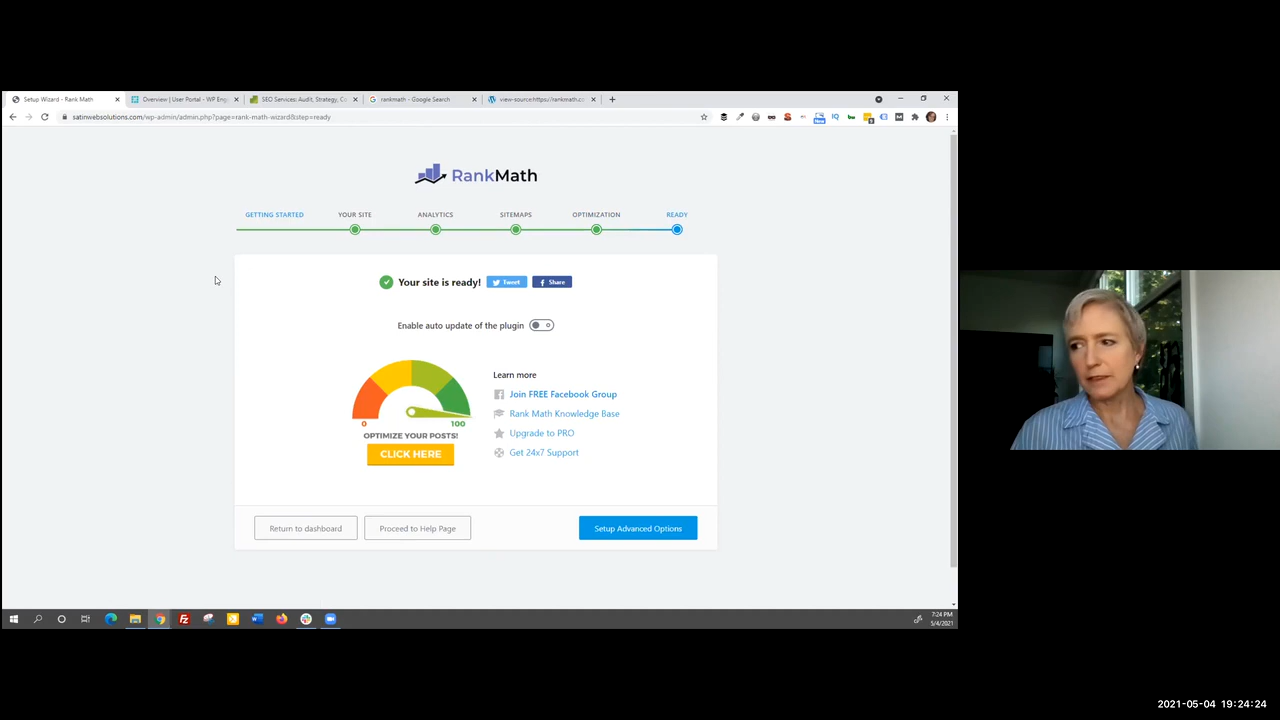 Setup Wizard - Rank Math
Overview | User Portal - WP Eng
SEO Services: Audit, Strategy, C
rankmath - Google Search
view-source:https://rankmath.co
satinwebsolutions.com/wp-admin/admin.php?page=rank-math-wizard&step=ready
New
RankMath
GETTING STARTED
YOUR SITE
ANALYTICS
SITEMAPS
OPTIMIZATION
READY
Your site is ready!
Tweet
Share
Enable auto update of the plugin
Learn more
Join FREE Facebook Group
Rank Math Knowledge Base
Upgrade to PRO
Get 24x7 Support
0
100
OPTIMIZE YOUR POSTS!
CLICK HERE
Return to dashboard
Proceed to Help Page
Setup Advanced Options
7:24 PM
5/4/2021
2021-05-04 19:24:24